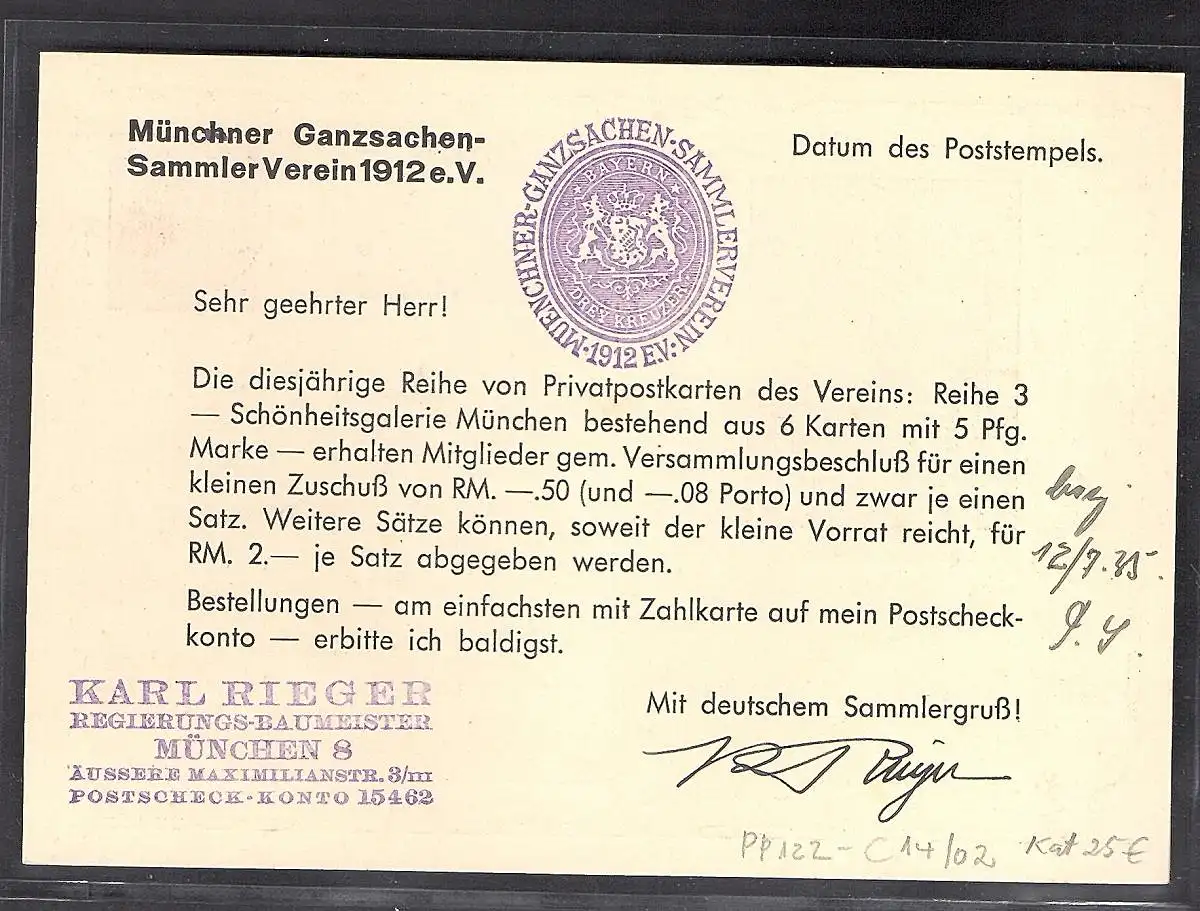 Münchner Ganzsachen-
SammlerVerein 1912 e.V.
MUENCHNER-GANZSACHEN-SAMMLERVEREIN
·1912 E.V.·
★ BAYERN ★
DREY KREUZER
Datum des Poststempels.
Sehr geehrter Herr!
Die diesjährige Reihe von Privatpostkarten des Vereins: Reihe 3
— Schönheitsgalerie München bestehend aus 6 Karten mit 5 Pfg.
Marke — erhalten Mitglieder gem. Versammlungsbeschluß für einen
kleinen Zuschuß von RM. —.50 (und —.08 Porto) und zwar je einen
Satz. Weitere Sätze können, soweit der kleine Vorrat reicht, für
RM. 2.— je Satz abgegeben werden.
12/7.35.
Bestellungen — am einfachsten mit Zahlkarte auf mein Postscheck-
konto — erbitte ich baldigst.
KARL RIEGER
REGIERUNGS-BAUMEISTER
MÜNCHEN 8
ÄUSSERE MAXIMILIANSTR. 3/III
POSTSCHECK-KONTO 15462
Mit deutschem Sammlergruß!
Rieger
PP122 – C 14/02 Kat 25 €